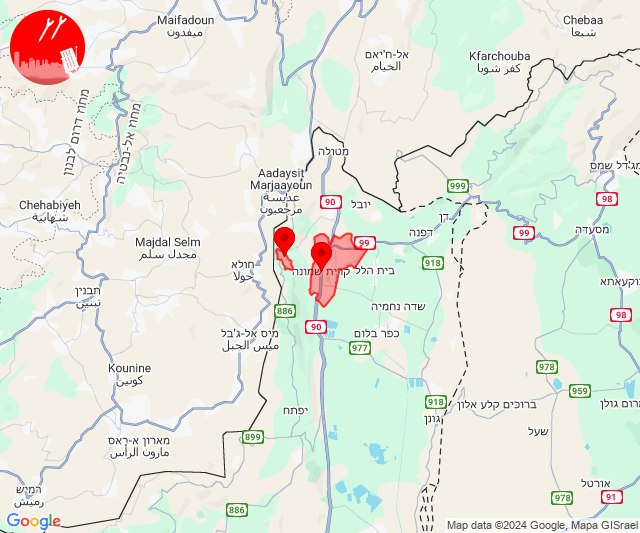 Maifadoun
ميفدون
Chebaa
شبعا
אל-ח'יאם
الخيام
Kfarchouba
كفر شوبا
מחוז דרום לבנון
מחוז אל-נבטיה
מטולה
מג'דל שמס
Aadaysit
Marjaayoun
عديسة
مرجعيون
999
98
90
יובל
Chehabiyeh
شهابية
דן
דפנה
99
מסעדה
Majdal Selm
مجدل سلم
99
חולא
حولا
918
קרית שמונה
בית הלל
בוקעאתא
תבנין
تبنين
886
שדה נחמיה
98
90
מיס אל-ג'בל
ميس الجبل
כפר בלום
977
Kounine
كونين
978
959
918
ברוכים קלע אלון
מרום גולן
יפתח
גונן
899
מארון א-ראס
مارون الراس
שעל
רמיש
رميش
אורטל
978
91
886
Google
Map data ©2024 Google, Mapa GISrael